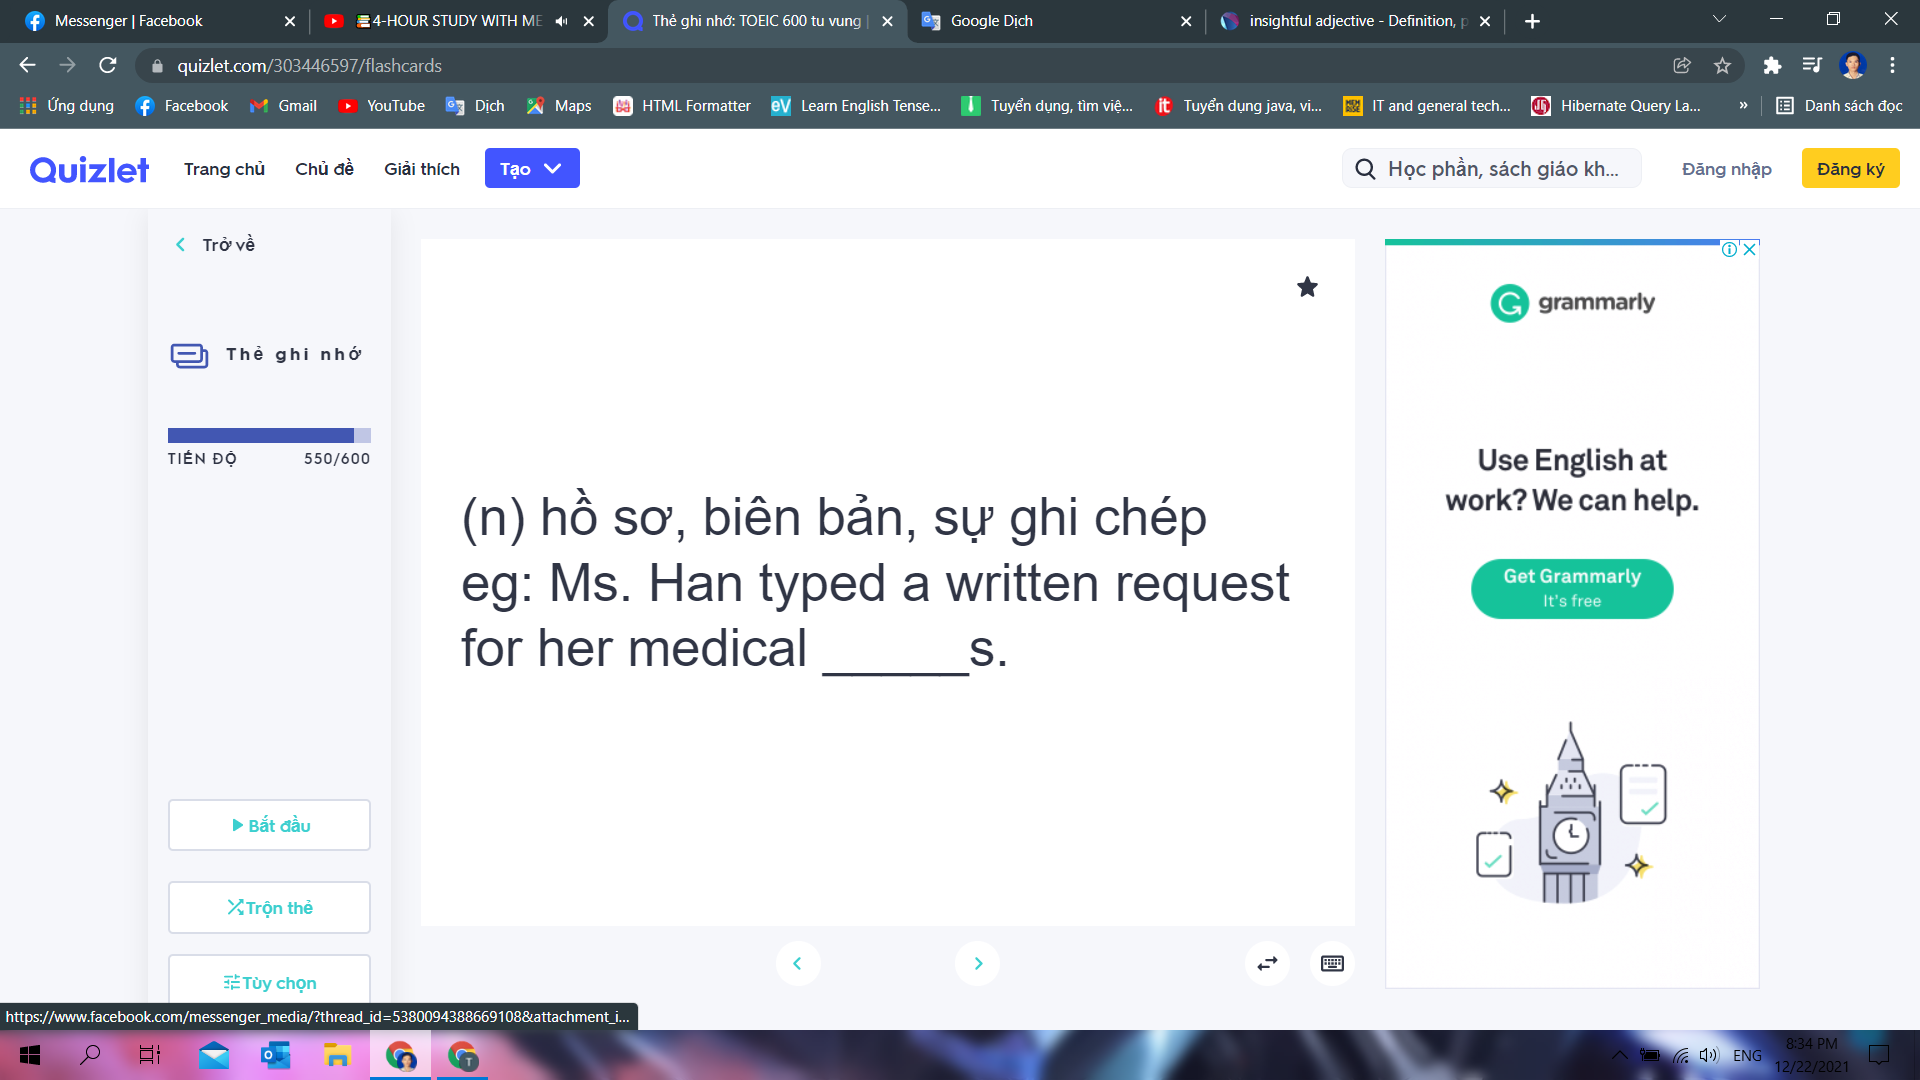 Messenger | Facebook
4-HOUR STUDY WITH ME
Thẻ ghi nhớ: TOEIC 600 tu vung |
Google Dịch
insightful adjective - Definition, p
quizlet.com/303446597/flashcards
Ứng dụng
Facebook
Gmail
YouTube
Dịch
Maps
HTML Formatter
Learn English Tense...
Tuyển dụng, tìm việ...
Tuyển dụng java, vi...
IT and general tech...
Hibernate Query La...
»
Danh sách đọc
Quizlet
Trang chủ
Chủ đề
Giải thích
Tạo
Học phần, sách giáo kh...
Đăng nhập
Đăng ký
Trở về
Thẻ ghi nhớ
TIẾN ĐỘ
550/600
Bắt đầu
Trộn thẻ
Tùy chọn
(n) hồ sơ, biên bản, sự ghi chép
eg: Ms. Han typed a written request
for her medical _____s.
grammarly
Use English at
work? We can help.
Get Grammarly
It's free
https://www.facebook.com/messenger_media/?thread_id=5380094388669108&attachment_i...
ENG
8:34 PM
12/22/2021